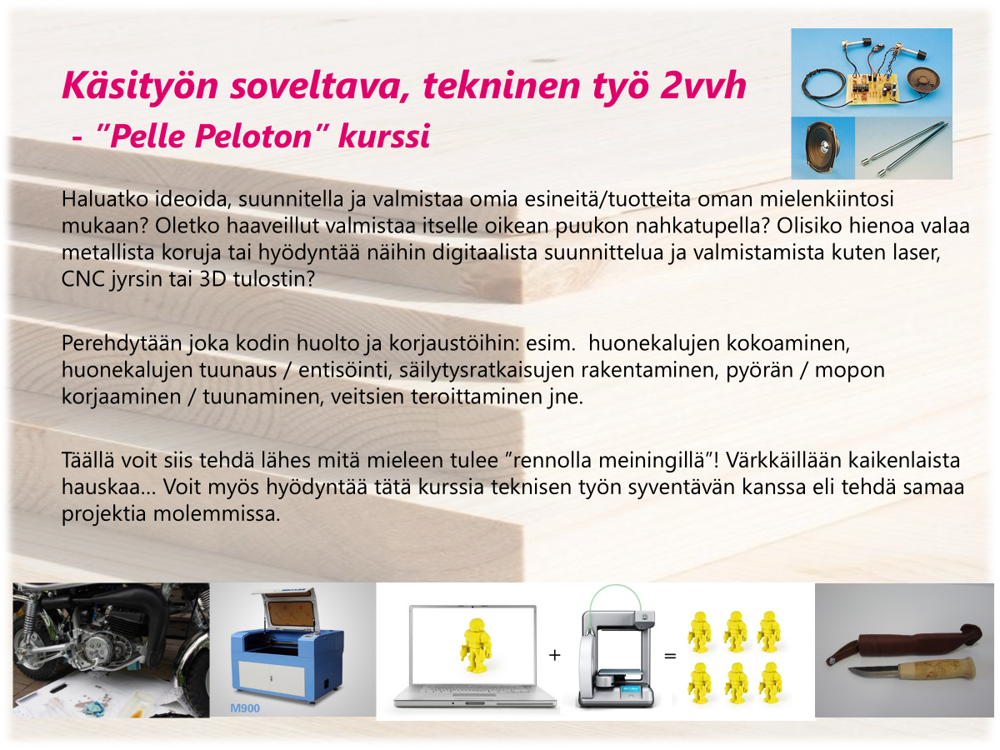 Käsityön soveltava, tekninen työ 2vvh
- ”Pelle Peloton” kurssi
Haluatko ideoida, suunnitella ja valmistaa omia esineitä/tuotteita oman mielenkiintosi
mukaan? Oletko haaveillut valmistaa itselle oikean puukon nahkatupella? Olisiko hienoa valaa
metallista koruja tai hyödyntää näihin digitaalista suunnittelua ja valmistamista kuten laser,
CNC jyrsin tai 3D tulostin?
Perehdytään joka kodin huolto ja korjaustöihin: esim.  huonekalujen kokoaminen,
huonekalujen tuunaus / entisöinti, säilytysratkaisujen rakentaminen, pyörän / mopon
korjaaminen / tuunaminen, veitsien teroittaminen jne.
Täällä voit siis tehdä lähes mitä mieleen tulee ”rennolla meiningillä”! Värkkäillään kaikenlaista
hauskaa... Voit myös hyödyntää tätä kurssia teknisen työn syventävän kanssa eli tehdä samaa
projektia molemmissa.
M900
+ =